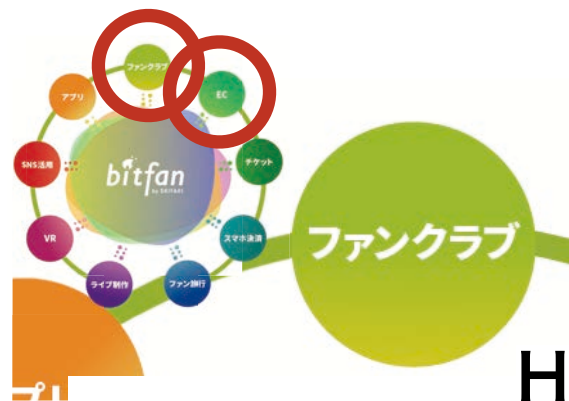 ファンクラブ
アプリ
EC
bitfan
by SKIYAKI
SNS活用
チケット
VR
スマホ決済
ライブ制作
ファン旅行
ファンクラブ
H